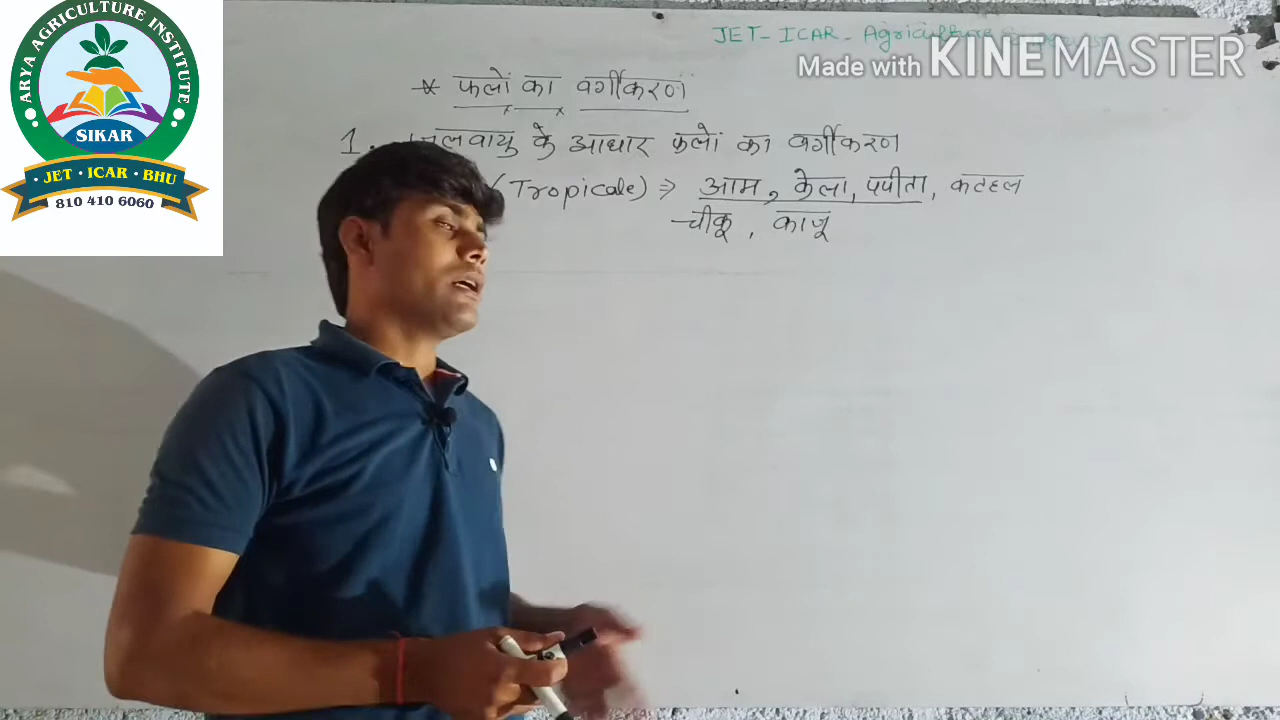 ARYA AGRICULTURE INSTITUTE
SIKAR
JET • ICAR • BHU
810 410 6060
JET - ICAR - Agriculture
Made with KINEMASTER
* फलों का वर्गीकरण
1. जलवायु के आधार फलों का वर्गीकरण
(Tropicale) ⇒ आम, केला, पपीता, कटहल
चीकू, काजू